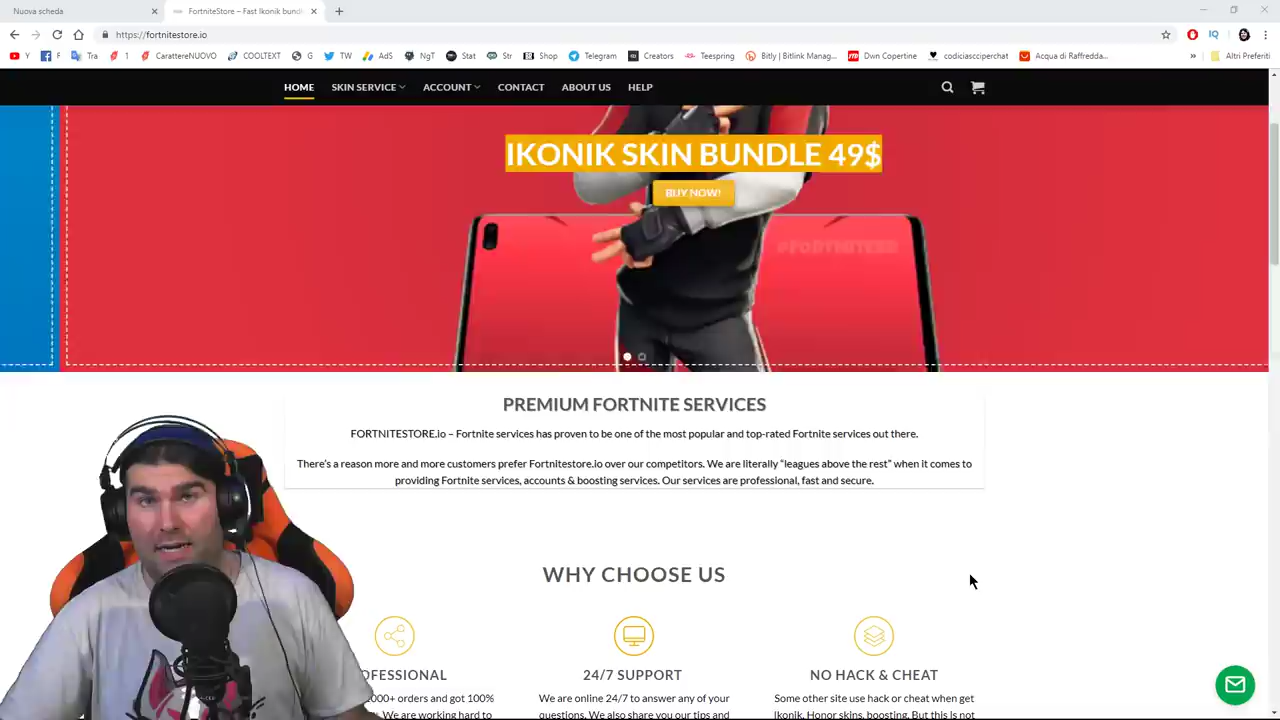 Nuova scheda
FortniteStore – Fast Ikonik bundl
https://fortnitestore.io
Y F Tra 1 CarattereNUOVO COOLTEXT G TW AdS NgT Stat Str Shop Telegram Creators Teespring Bitly | Bitlink Manag... Dwn Copertine codiciascciperchat Acqua di Raffredda... » Altri Preferiti
HOME SKIN SERVICE ACCOUNT CONTACT ABOUT US HELP
IKONIK SKIN BUNDLE 49$
BUY NOW!
PREMIUM FORTNITE SERVICES
FORTNITESTORE.io – Fortnite services has proven to be one of the most popular and top-rated Fortnite services out there.
There's a reason more and more customers prefer Fortnitestore.io over our competitors. We are literally “leagues above the rest” when it comes to
providing Fortnite services, accounts & boosting services. Our services are professional, fast and secure.
WHY CHOOSE US
OFESSIONAL
000+ orders and got 100%
We are working hard to
24/7 SUPPORT
We are online 24/7 to answer any of your
questions. We also share you our tips and
NO HACK & CHEAT
Some other site use hack or cheat when get
Ikonik, Honor skins, boosting. But this is not